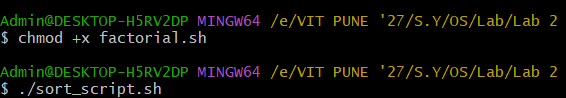 Admin@DESKTOP-H5RV2DP MINGW64 /e/VIT PUNE '27/S.Y/OS/Lab/Lab 2
$ chmod +x factorial.sh
Admin@DESKTOP-H5RV2DP MINGW64 /e/VIT PUNE '27/S.Y/OS/Lab/Lab 2
$ ./sort_script.sh